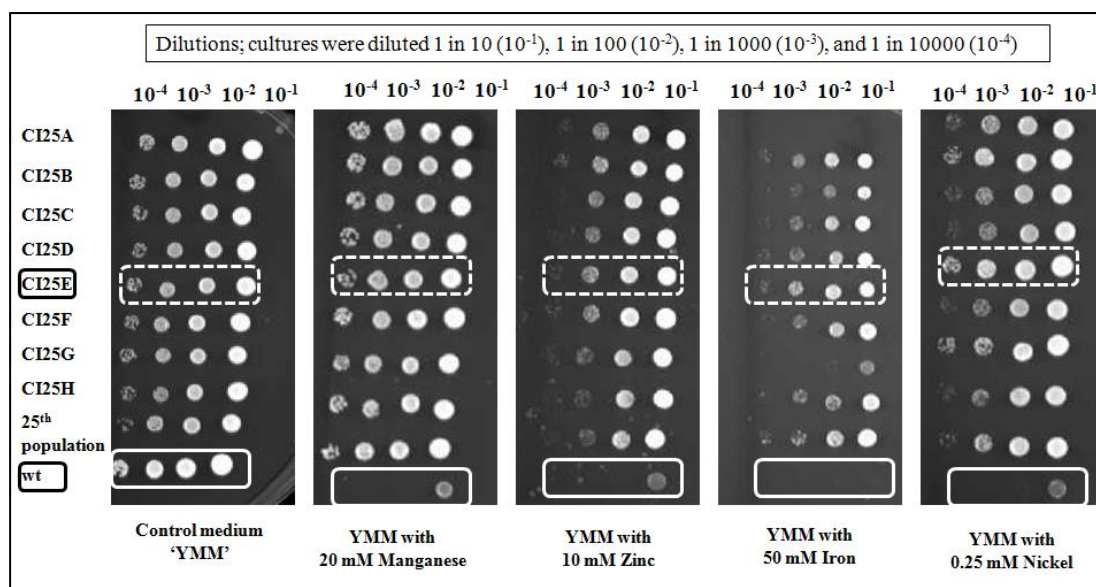 Dilutions; cultures were diluted 1 in 10 (10⁻¹), 1 in 100 (10⁻²), 1 in 1000 (10⁻³), and 1 in 10000 (10⁻⁴)
10⁻⁴ 10⁻³ 10⁻² 10⁻¹ 10⁻⁴ 10⁻³ 10⁻² 10⁻¹ 10⁻⁴ 10⁻³ 10⁻² 10⁻¹ 10⁻⁴ 10⁻³ 10⁻² 10⁻¹ 10⁻⁴ 10⁻³ 10⁻² 10⁻¹
CI25A
CI25B
CI25C
CI25D
CI25E
CI25F
CI25G
CI25H
25th
population
wt
Control medium
‘YMM’
YMM with
20 mM Manganese
YMM with
10 mM Zinc
YMM with
50 mM Iron
YMM with
0.25 mM Nickel